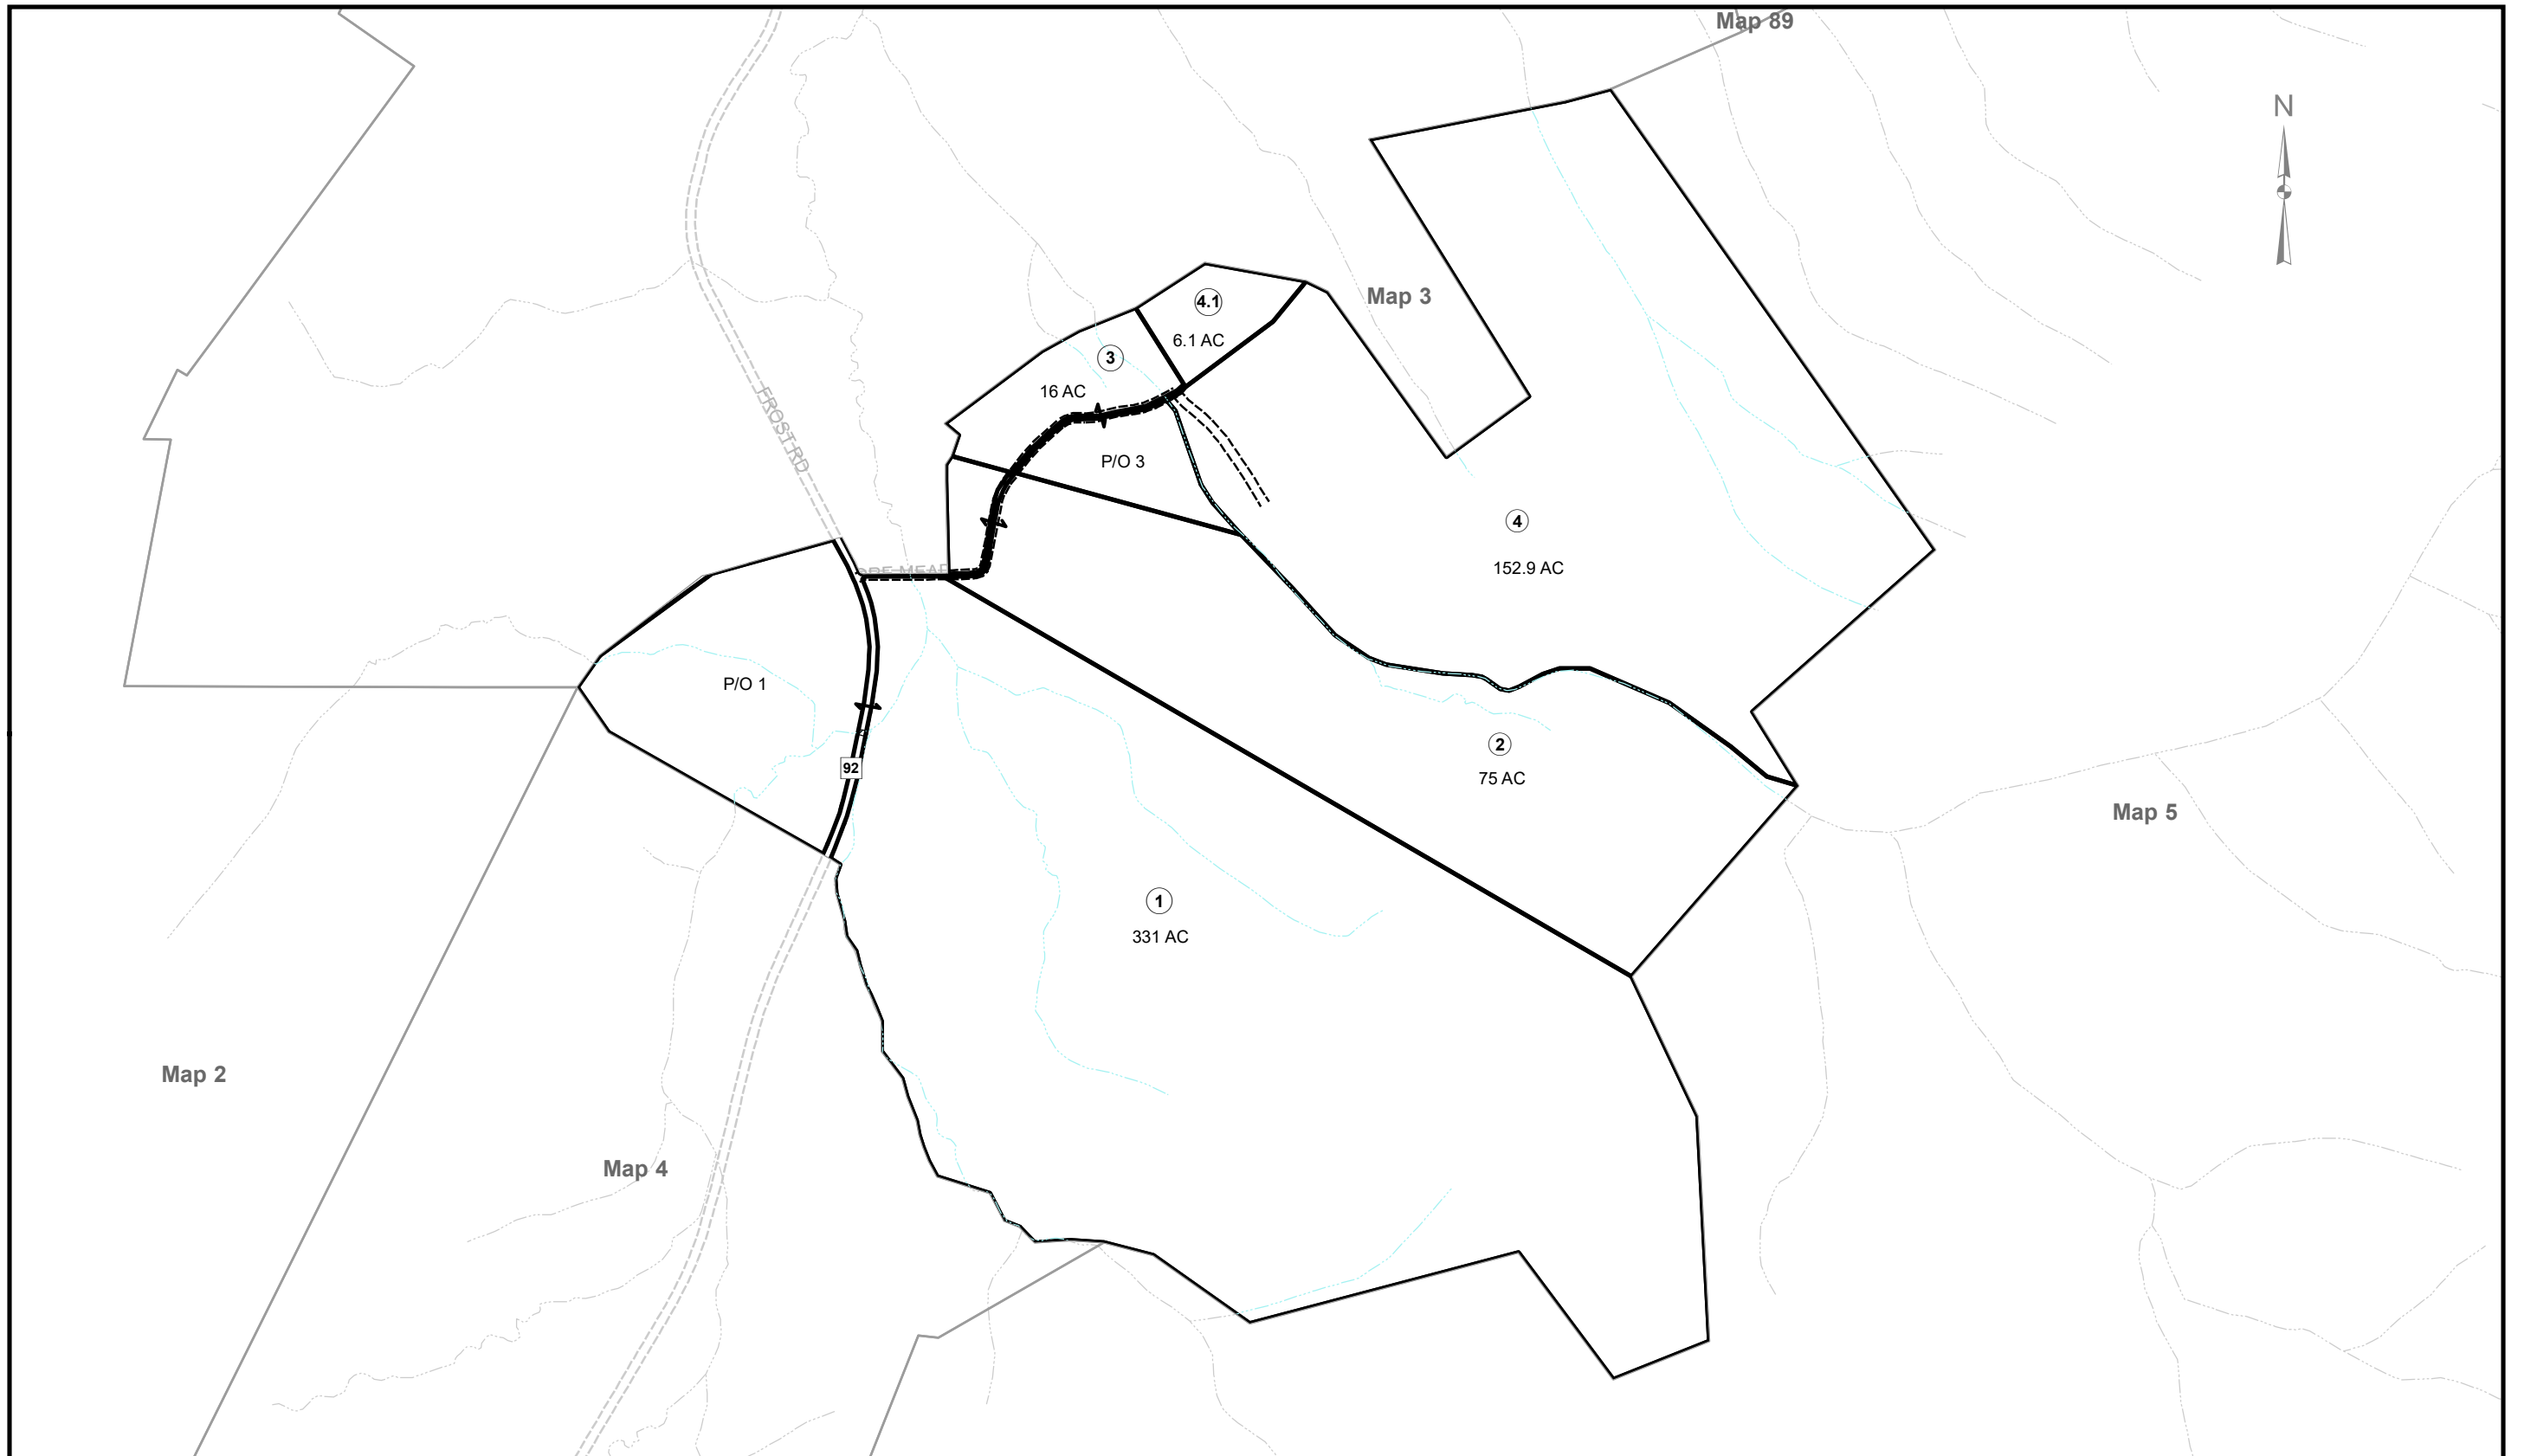 Map 89
N
Map 3
4.1
6.1 AC
3
16 AC
FROST RD
P/O 3
4
152.9 AC
P/O 1
2
75 AC
92
Map 5
1
331 AC
Map 2
Map 4